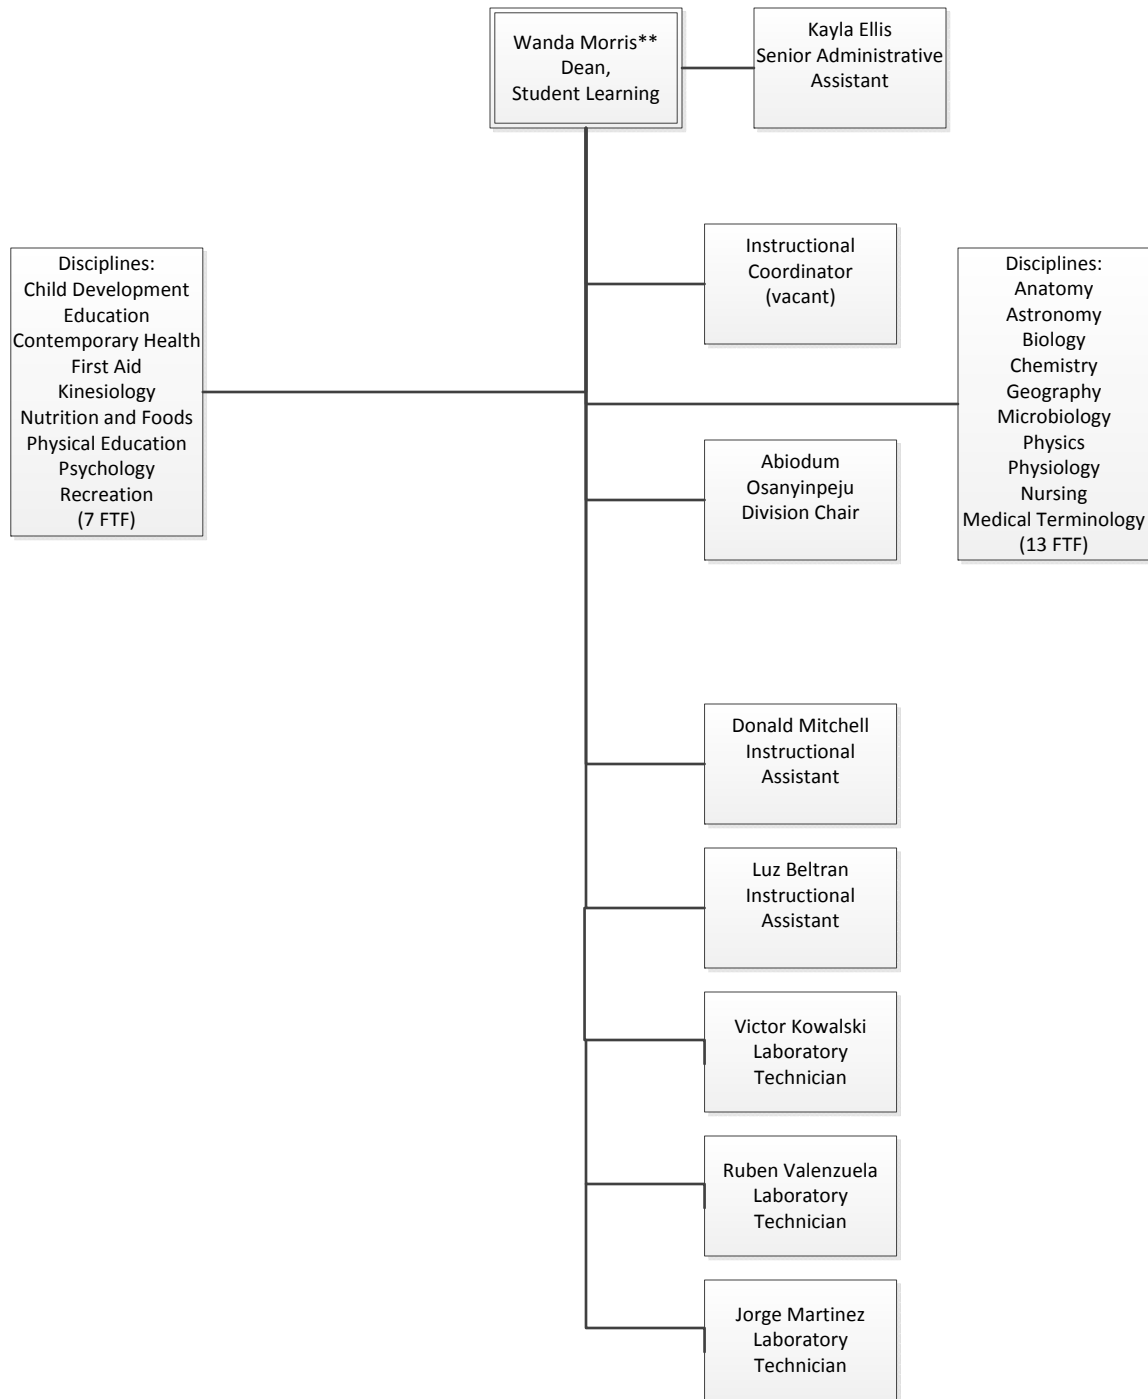 Wanda Morris**
Dean,
Student Learning
Kayla Ellis
Senior Administrative
Assistant
Disciplines:
Child Development
Education
Contemporary Health
First Aid
Kinesiology
Nutrition and Foods
Physical Education
Psychology
Recreation
(7 FTF)
Instructional
Coordinator
(vacant)
Disciplines:
Anatomy
Astronomy
Biology
Chemistry
Geography
Microbiology
Physics
Physiology
Nursing
Medical Terminology
(13 FTF)
Abiodum
Osanyinpeju
Division Chair
Donald Mitchell
Instructional
Assistant
Luz Beltran
Instructional
Assistant
Victor Kowalski
Laboratory
Technician
Ruben Valenzuela
Laboratory
Technician
Jorge Martinez
Laboratory
Technician